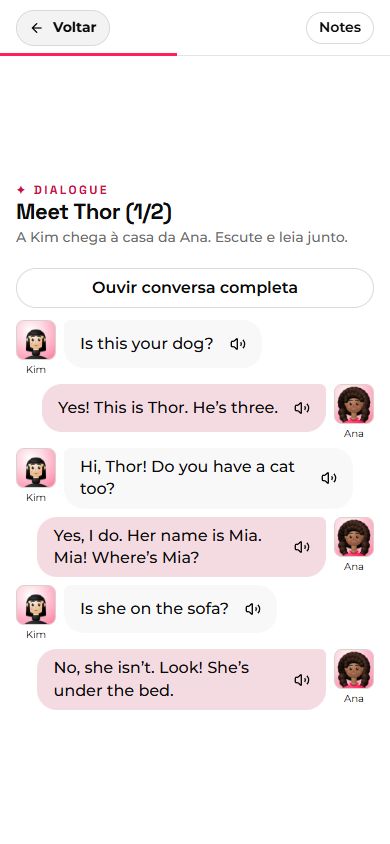 Voltar
Notes
DIALOGUE
Meet Thor (1/2)
A Kim chega à casa da Ana. Escute e leia junto.
Ouvir conversa completa
Is this your dog?
Kim
Yes! This is Thor. He’s three.
Ana
Hi, Thor! Do you have a cat
too?
Kim
Yes, I do. Her name is Mia.
Mia! Where’s Mia?
Ana
Is she on the sofa?
Kim
No, she isn’t. Look! She’s
under the bed.
Ana